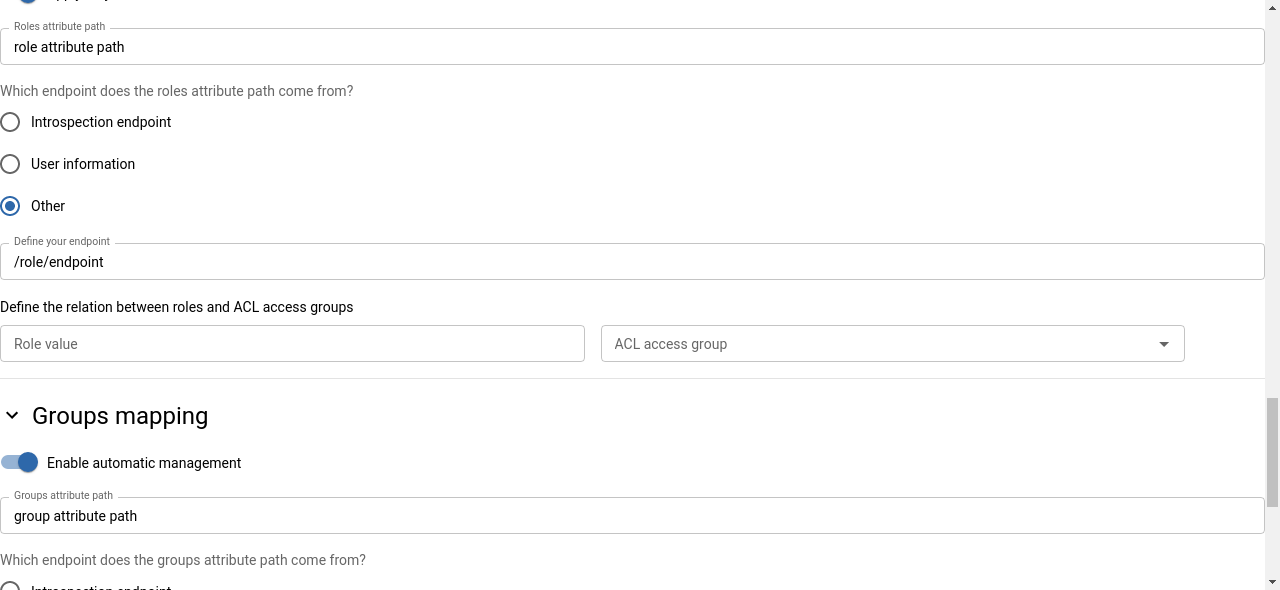 Roles attribute path
role attribute path
Which endpoint does the roles attribute path come from?
Introspection endpoint
User information
Other
Define your endpoint
/role/endpoint
Define the relation between roles and ACL access groups
Role value
ACL access group
Groups mapping
Enable automatic management
Groups attribute path
group attribute path
Which endpoint does the groups attribute path come from?
Introspection endpoint